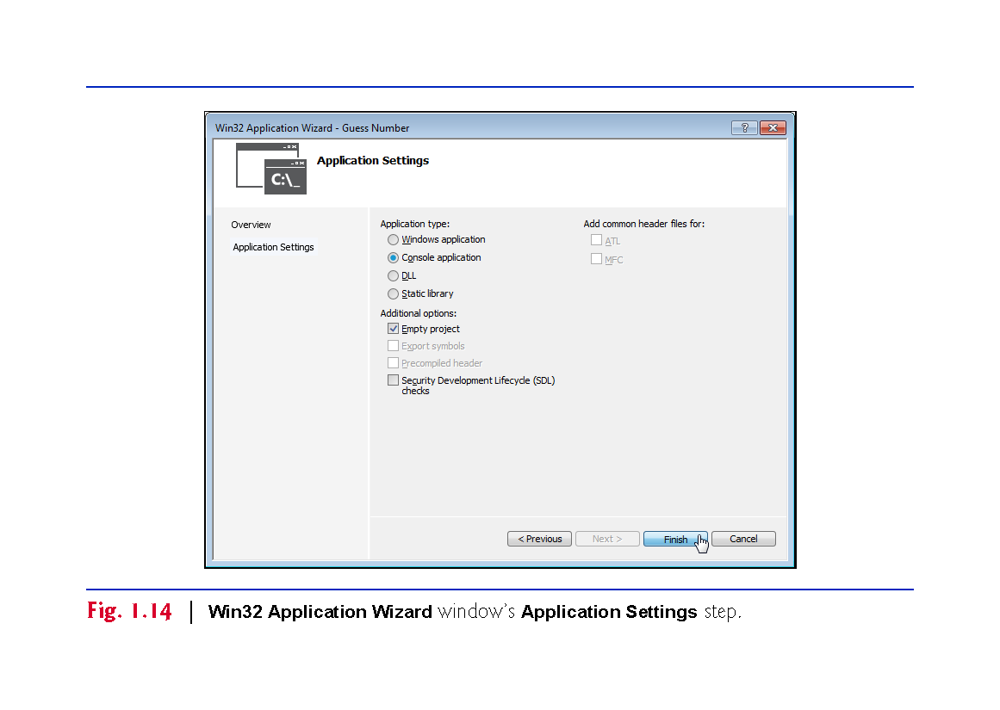 Win32 Application Wizard - Guess Number
?
C:\_
Application Settings
Overview
Application Settings
Application type:
Windows application
Console application
DLL
Static library
Additional options:
Empty project
Export symbols
Precompiled header
Security Development Lifecycle (SDL)
checks
Add common header files for:
ATL
MFC
< Previous
Next >
Finish
Cancel
Fig. 1.14 | Win32 Application Wizard window's Application Settings step.